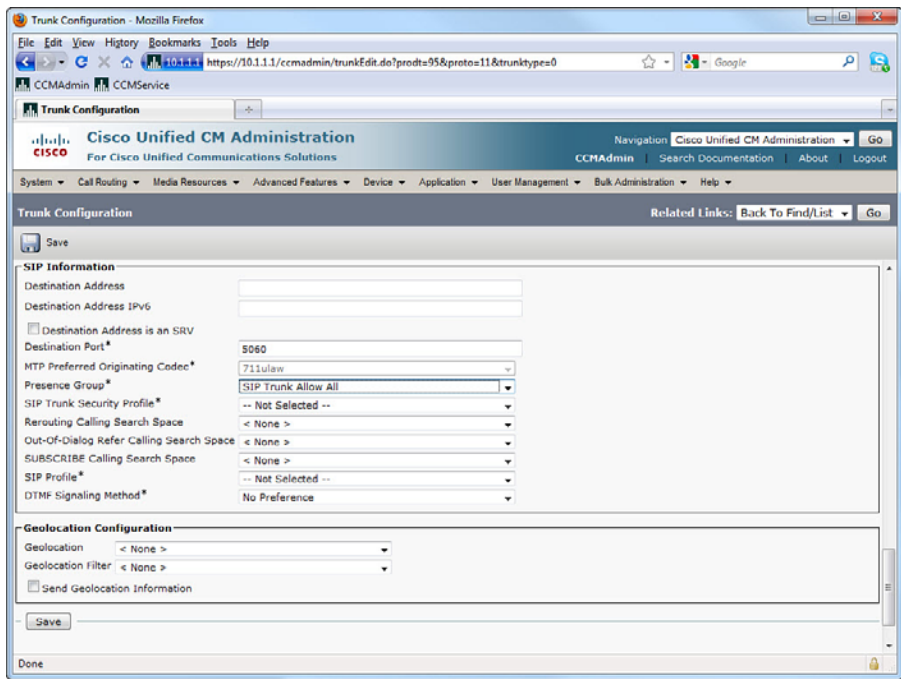 Trunk Configuration - Mozilla Firefox
File Edit View History Bookmarks Tools Help
10.1.1.1 https://10.1.1.1/ccmadmin/trunkEdit.do?prodt=95&proto=11&trunktype=0 Google
CCMAdmin CCMService
Trunk Configuration
cisco
Cisco Unified CM Administration
For Cisco Unified Communications Solutions
Navigation Cisco Unified CM Administration Go
CCMAdmin | Search Documentation | About | Logout
System Call Routing Media Resources Advanced Features Device Application User Management Bulk Administration Help
Trunk Configuration Related Links: Back To Find/List Go
Save
SIP Information
Destination Address
Destination Address IPv6
Destination Address is an SRV
Destination Port* 5060
MTP Preferred Originating Codec* 711ulaw
Presence Group* SIP Trunk Allow All
SIP Trunk Security Profile* -- Not Selected --
Rerouting Calling Search Space < None >
Out-Of-Dialog Refer Calling Search Space < None >
SUBSCRIBE Calling Search Space < None >
SIP Profile* -- Not Selected --
DTMF Signaling Method* No Preference
Geolocation Configuration
Geolocation < None >
Geolocation Filter < None >
Send Geolocation Information
Save
Done